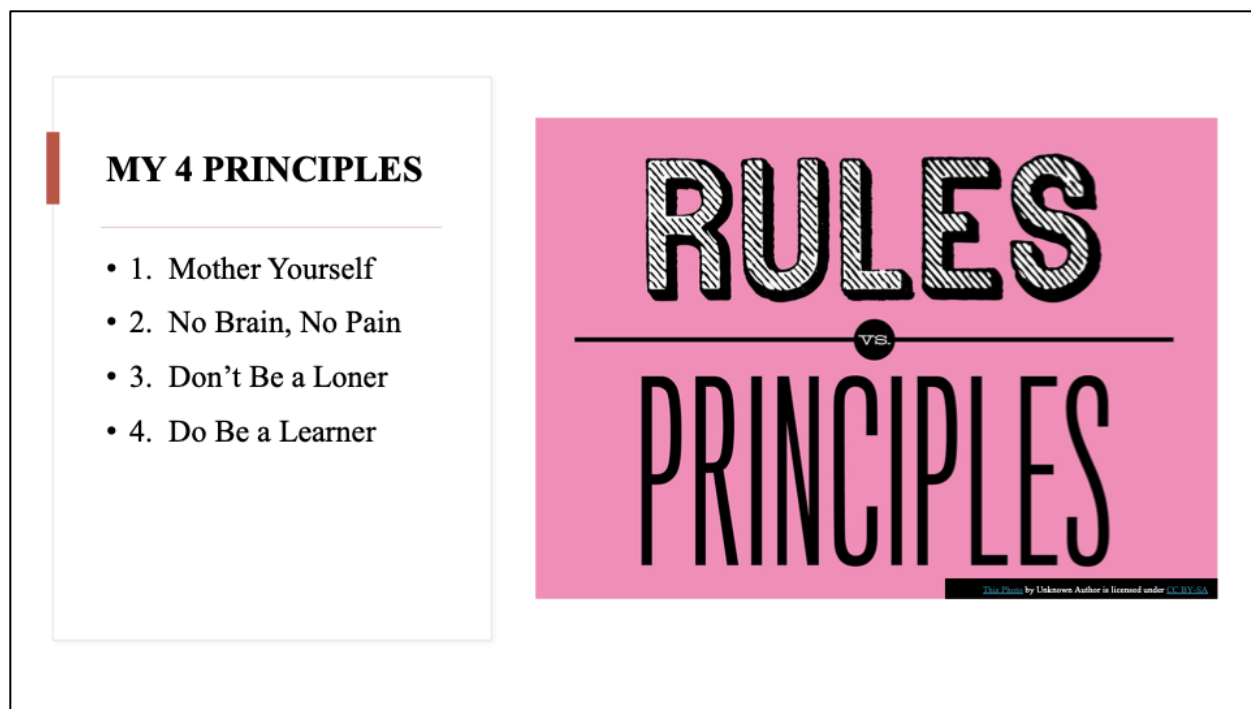 MY 4 PRINCIPLES
• 1. Mother Yourself
• 2. No Brain, No Pain
• 3. Don’t Be a Loner
• 4. Do Be a Learner
RULES
VS.
PRINCIPLES
This Photo by Unknown Author is licensed under CC BY-SA